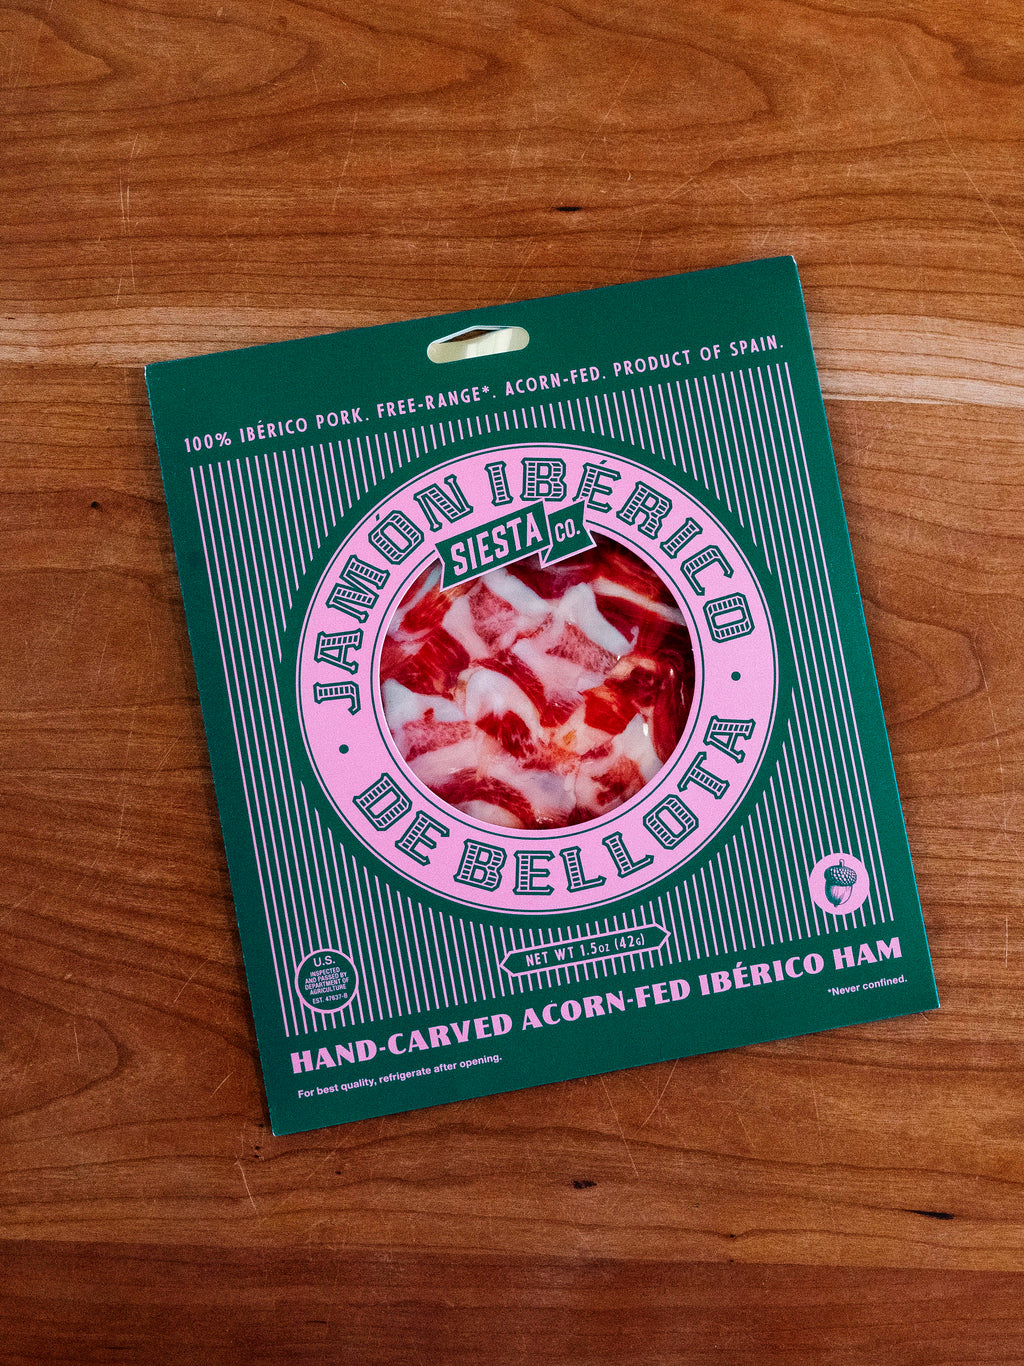 100% IBÉRICO PORK. FREE-RANGE*. ACORN-FED. PRODUCT OF SPAIN.
JAMÓN IBÉRICO
SIESTA CO.
· DE BELLOTA ·
NET WT 1.5OZ (42G)
U.S.
INSPECTED
AND PASSED BY
DEPARTMENT OF
AGRICULTURE
EST. 47637-B
HAND-CARVED ACORN-FED IBÉRICO HAM
For best quality, refrigerate after opening.
*Never confined.